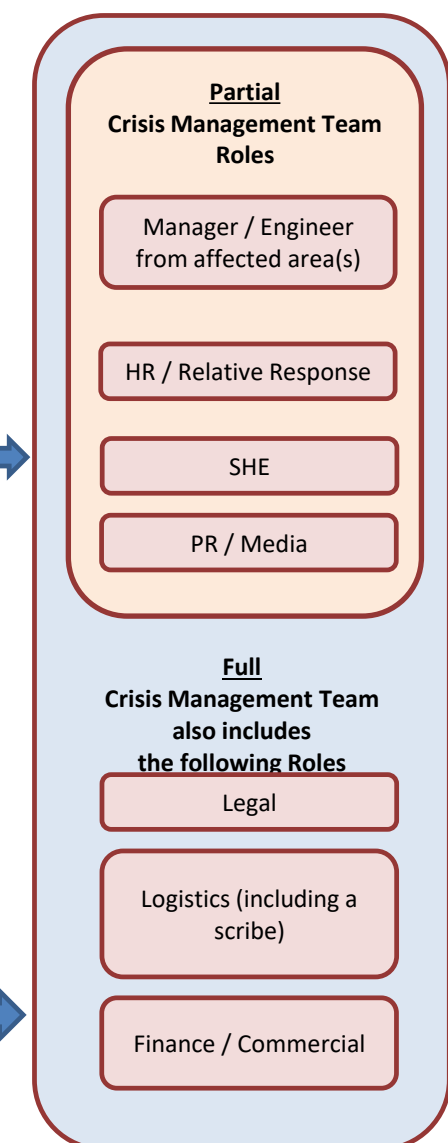 Partial
Crisis Management Team
Roles
Manager / Engineer
from affected area(s)
HR / Relative Response
SHE
PR / Media
Full
Crisis Management Team
also includes
the following Roles
Legal
Logistics (including a
scribe)
Finance / Commercial